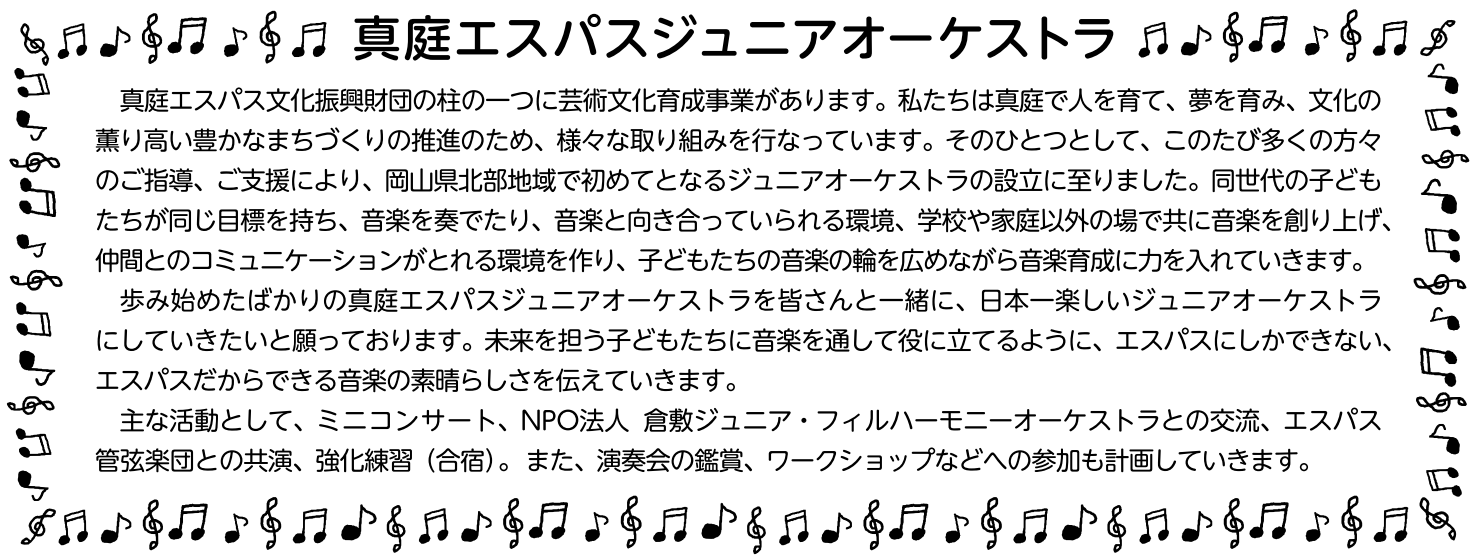 真庭エスパスジュニアオーケストラ
　真庭エスパス文化振興財団の柱の一つに芸術文化育成事業があります。私たちは真庭で人を育て、夢を育み、文化の
薫り高い豊かなまちづくりの推進のため、様々な取り組みを行なっています。そのひとつとして、このたび多くの方々
のご指導、ご支援により、岡山県北部地域で初めてとなるジュニアオーケストラの設立に至りました。同世代の子ども
たちが同じ目標を持ち、音楽を奏でたり、音楽と向き合っていられる環境、学校や家庭以外の場で共に音楽を創り上げ、
仲間とのコミュニケーションがとれる環境を作り、子どもたちの音楽の輪を広めながら音楽育成に力を入れていきます。
　歩み始めたばかりの真庭エスパスジュニアオーケストラを皆さんと一緒に、日本一楽しいジュニアオーケストラ
にしていきたいと願っております。未来を担う子どもたちに音楽を通して役に立てるように、エスパスにしかできない、
エスパスだからできる音楽の素晴らしさを伝えていきます。
　主な活動として、ミニコンサート、NPO法人 倉敷ジュニア・フィルハーモニーオーケストラとの交流、エスパス
管弦楽団との共演、強化練習（合宿）。また、演奏会の鑑賞、ワークショップなどへの参加も計画していきます。